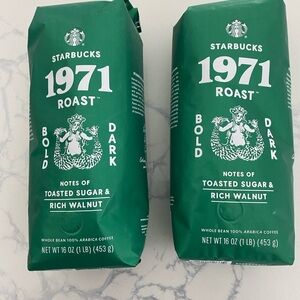 STARBUCKS
1971
ROAST™
BOLD
DARK
NOTES OF
TOASTED SUGAR &
RICH WALNUT
WHOLE BEAN 100% ARABICA COFFEE
NET WT 16 OZ (1 LB) (453 g)
STARBUCKS
1971
ROAST™
BOLD
DARK
NOTES OF
TOASTED SUGAR &
RICH WALNUT
WHOLE BEAN 100% ARABICA COFFEE
NET WT 16 OZ (1 LB) (453 g)